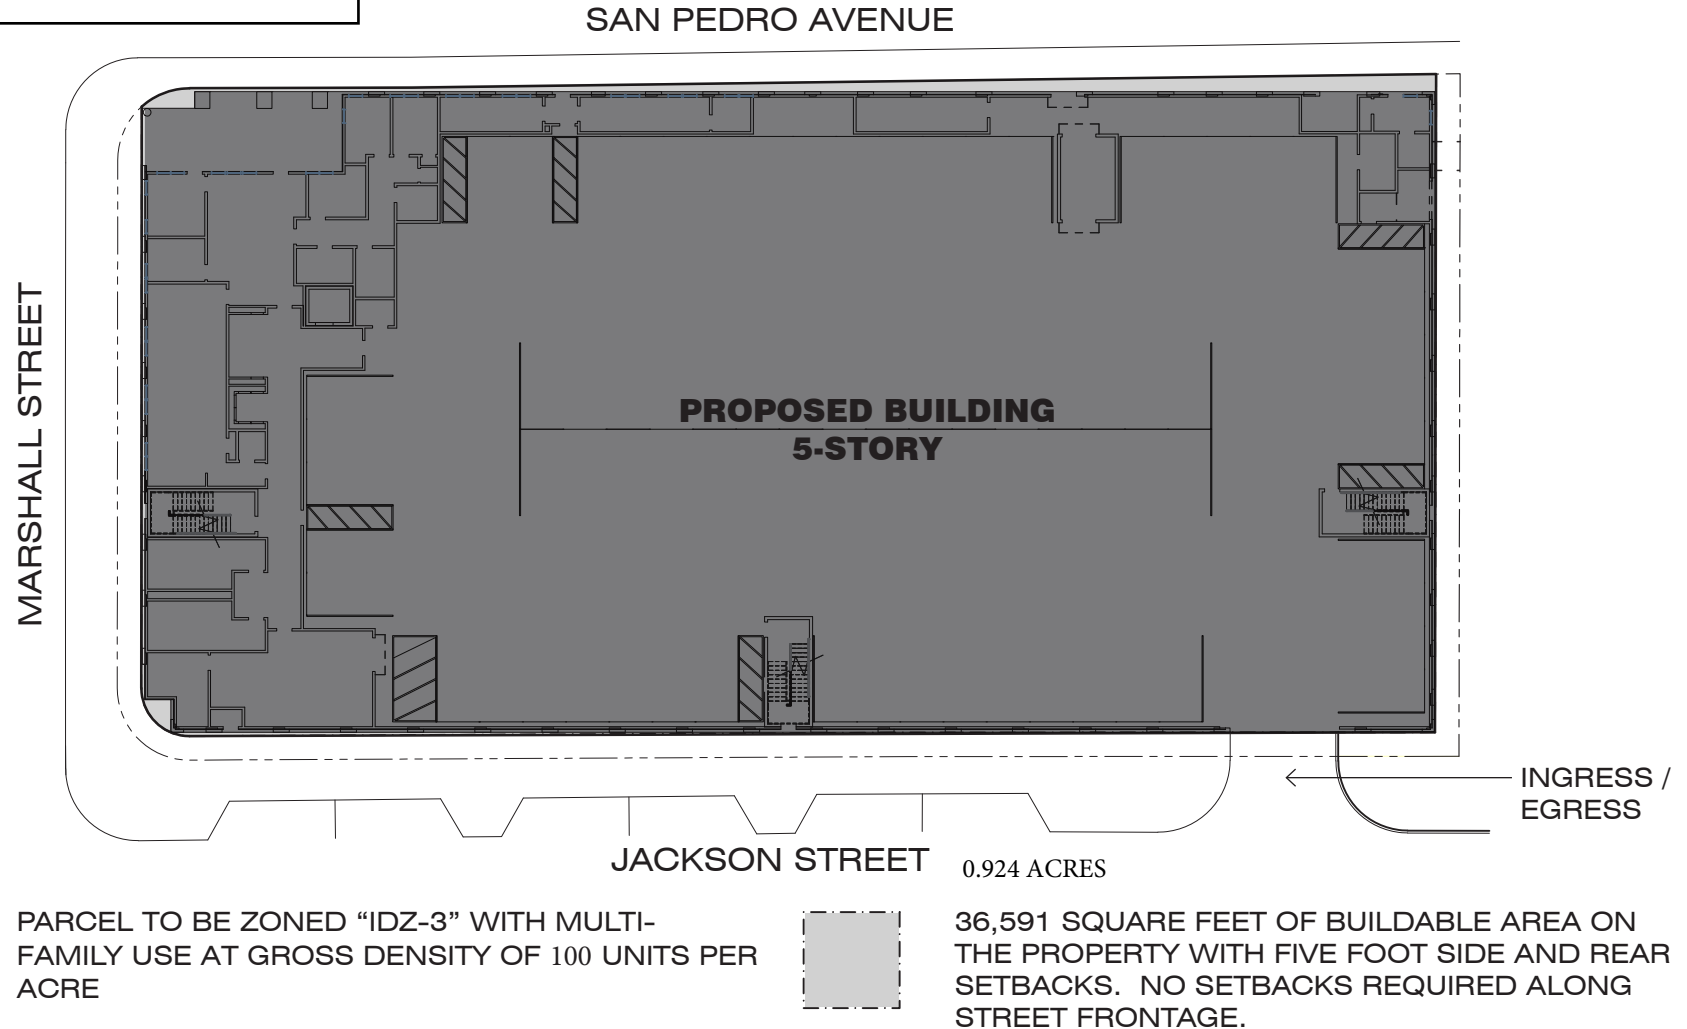 SAN PEDRO AVENUE
MARSHALL STREET
PROPOSED BUILDING
5-STORY
INGRESS /
EGRESS
JACKSON STREET
0.924 ACRES
PARCEL TO BE ZONED “IDZ-3” WITH MULTI-
FAMILY USE AT GROSS DENSITY OF 100 UNITS PER
ACRE
36,591 SQUARE FEET OF BUILDABLE AREA ON
THE PROPERTY WITH FIVE FOOT SIDE AND REAR
SETBACKS.  NO SETBACKS REQUIRED ALONG
STREET FRONTAGE.